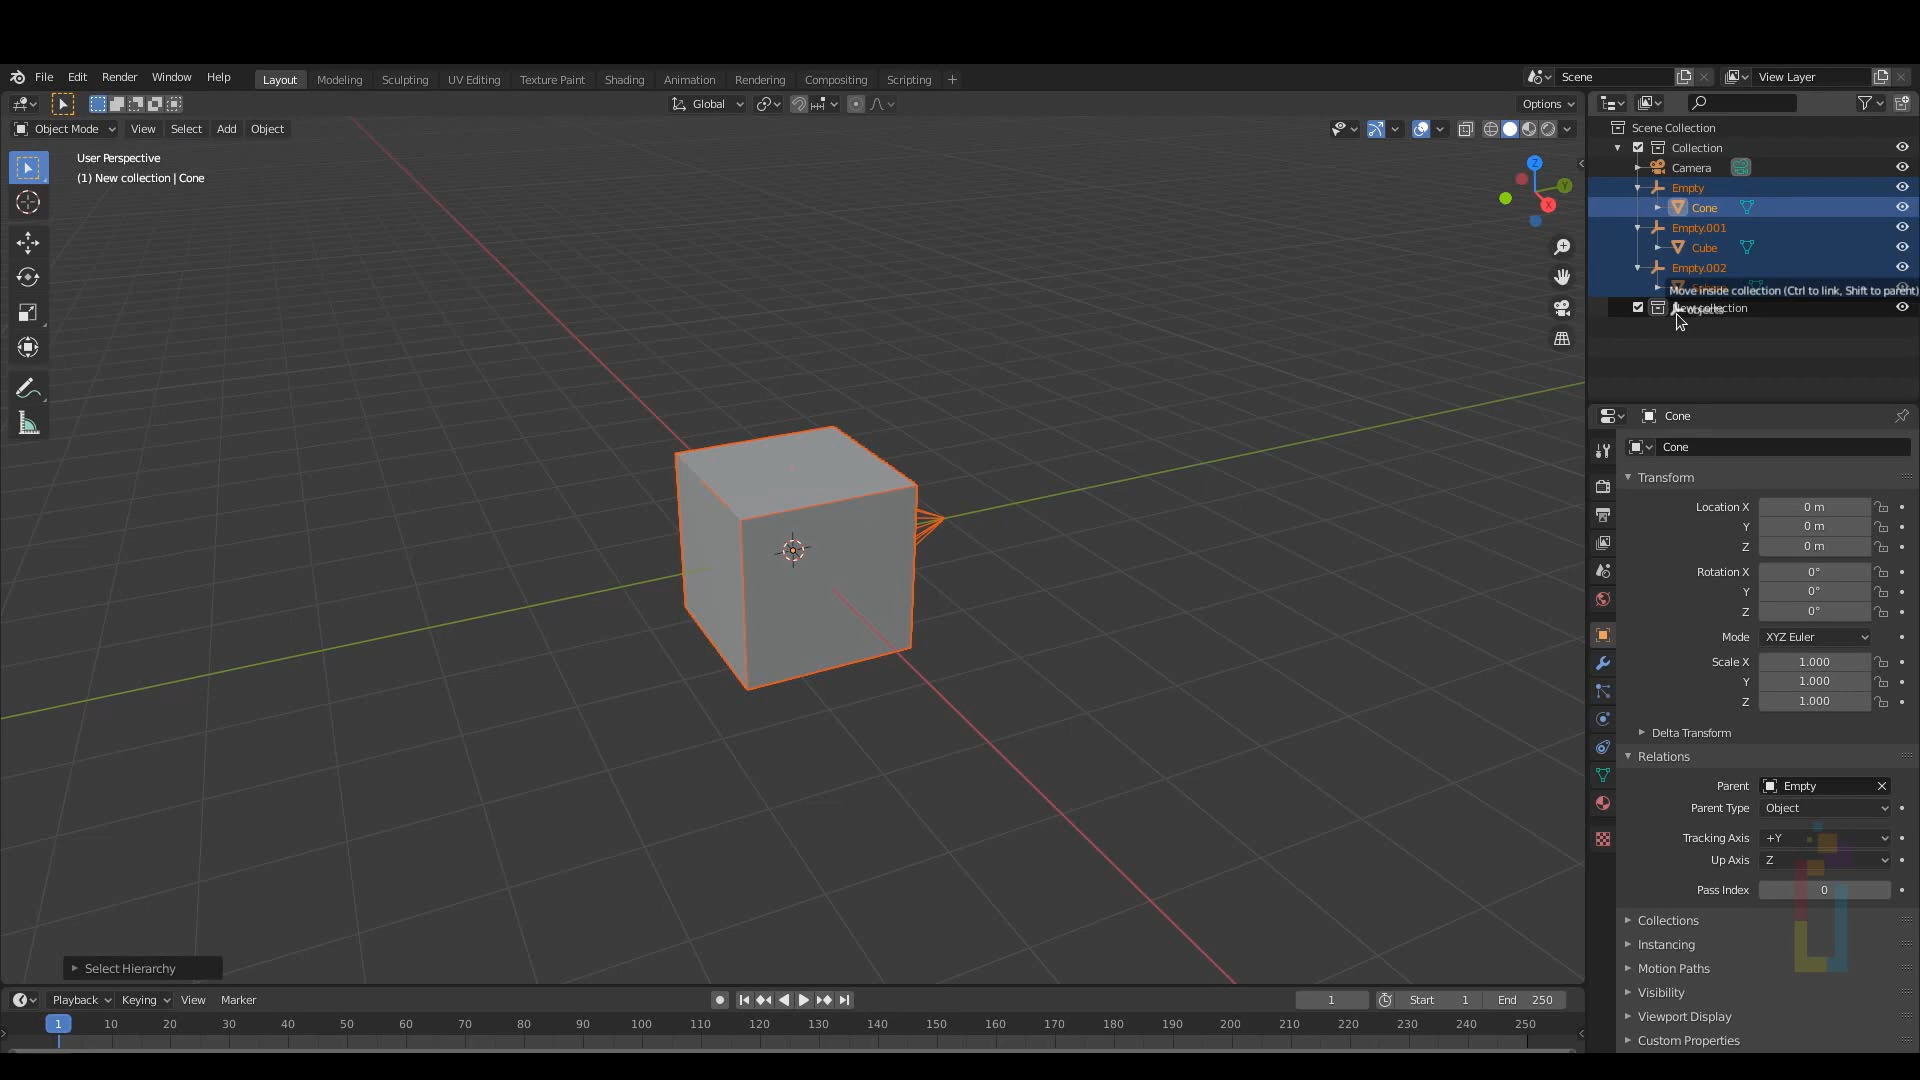 File Edit Render Window Help Layout Modeling Sculpting UV Editing Texture Paint Shading Animation Rendering Compositing Scripting + Scene View Layer
Global Options
Object Mode View Select Add Object
User Perspective
(1) New collection | Cone
Z
Y
X
Scene Collection
Collection
Camera
Empty
Cone
Empty.001
Cube
Empty.002
Move inside collection (Ctrl to link, Shift to parent)
New collection
Cone
Cone
Transform
Location X 0 m
Y 0 m
Z 0 m
Rotation X 0°
Y 0°
Z 0°
Mode XYZ Euler
Scale X 1.000
Y 1.000
Z 1.000
Delta Transform
Relations
Parent Empty
Parent Type Object
Tracking Axis +Y
Up Axis Z
Pass Index 0
Collections
Instancing
Motion Paths
Visibility
Viewport Display
Custom Properties
Select Hierarchy
Playback Keying View Marker 1 Start 1 End 250
1 10 20 30 40 50 60 70 80 90 100 110 120 130 140 150 160 170 180 190 200 210 220 230 240 250